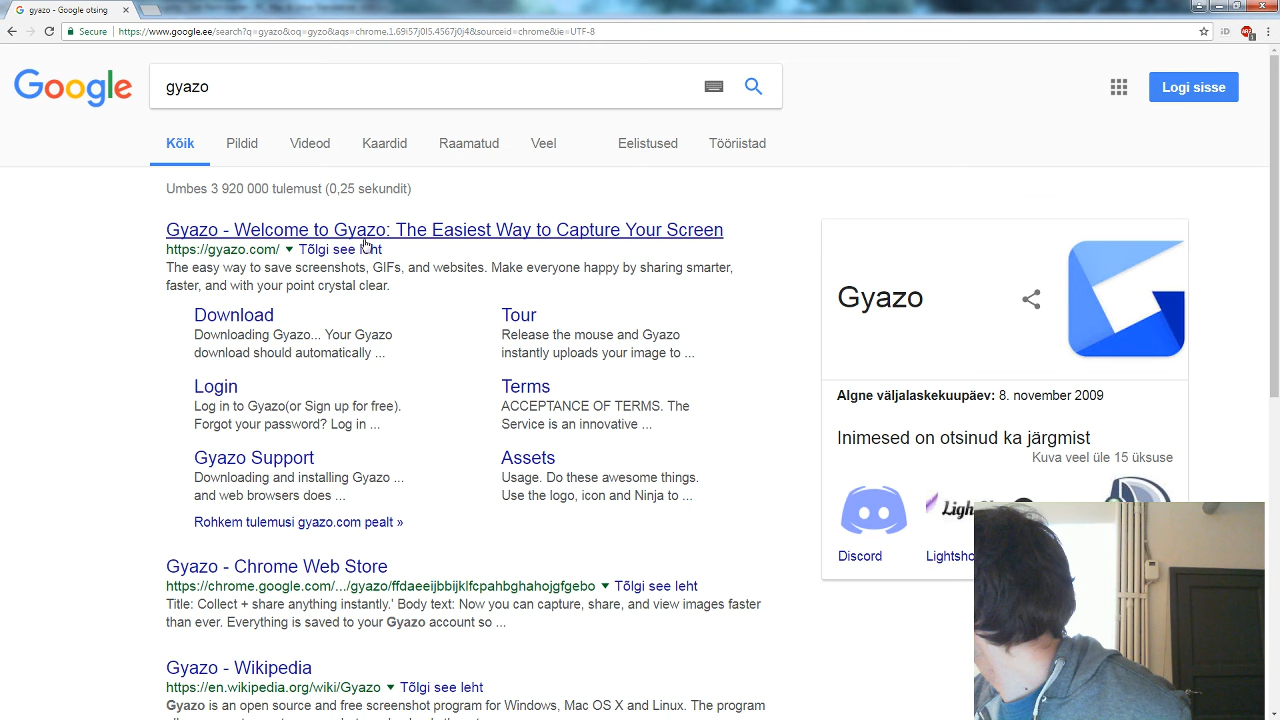 gyazo - Google otsing
Secure https://www.google.ee/search?q=gyazo&oq=gyzo&aqs=chrome.1.69i57j0l5.4567j0j4&sourceid=chrome&ie=UTF-8
Google
gyazo
Logi sisse
Kõik Pildid Videod Kaardid Raamatud Veel Eelistused Tööriistad
Umbes 3 920 000 tulemust (0,25 sekundit)
Gyazo - Welcome to Gyazo: The Easiest Way to Capture Your Screen
https://gyazo.com/ Tõlgi see leht
The easy way to save screenshots, GIFs, and websites. Make everyone happy by sharing smarter,
faster, and with your point crystal clear.
Download
Downloading Gyazo... Your Gyazo
download should automatically ...
Tour
Release the mouse and Gyazo
instantly uploads your image to ...
Login
Log in to Gyazo(or Sign up for free).
Forgot your password? Log in ...
Terms
ACCEPTANCE OF TERMS. The
Service is an innovative ...
Gyazo Support
Downloading and installing Gyazo ...
and web browsers does ...
Assets
Usage. Do these awesome things.
Use the logo, icon and Ninja to ...
Rohkem tulemusi gyazo.com pealt »
Gyazo - Chrome Web Store
https://chrome.google.com/.../gyazo/ffdaeeijbbijklfcpahbghahojgfgebo Tõlgi see leht
Title: Collect + share anything instantly.' Body text: Now you can capture, share, and view images faster
than ever. Everything is saved to your Gyazo account so ...
Gyazo - Wikipedia
https://en.wikipedia.org/wiki/Gyazo Tõlgi see leht
Gyazo is an open source and free screenshot program for Windows, Mac OS X and Linux. The program
Gyazo
Algne väljalaskekuupäev: 8. november 2009
Inimesed on otsinud ka järgmist
Kuva veel üle 15 üksuse
Discord